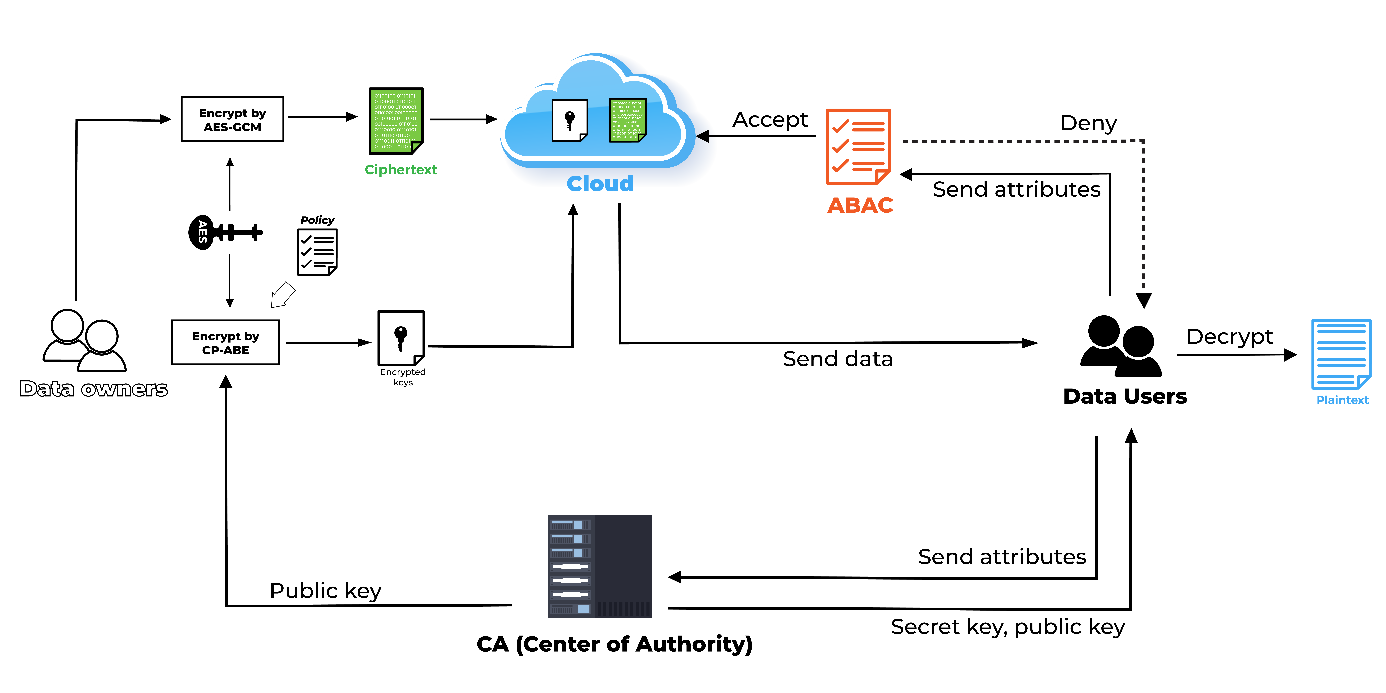 Encrypt by
AES-GCM
Ciphertext
Cloud
Accept
ABAC
Deny
Send attributes
AES
Policy
Encrypt by
CP-ABE
Encrypted
keys
Data owners
Send data
Data Users
Decrypt
Plaintext
Public key
CA (Center of Authority)
Send attributes
Secret key, public key